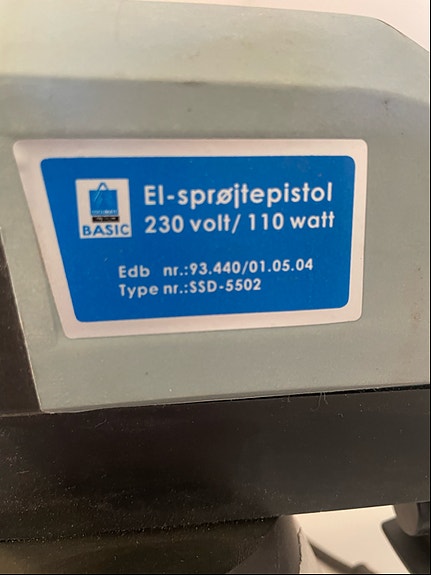 El-sprøjtepistol
230 volt/ 110 watt
BASIC
Edb nr.:93.440/01.05.04
Type nr.:SSD-5502